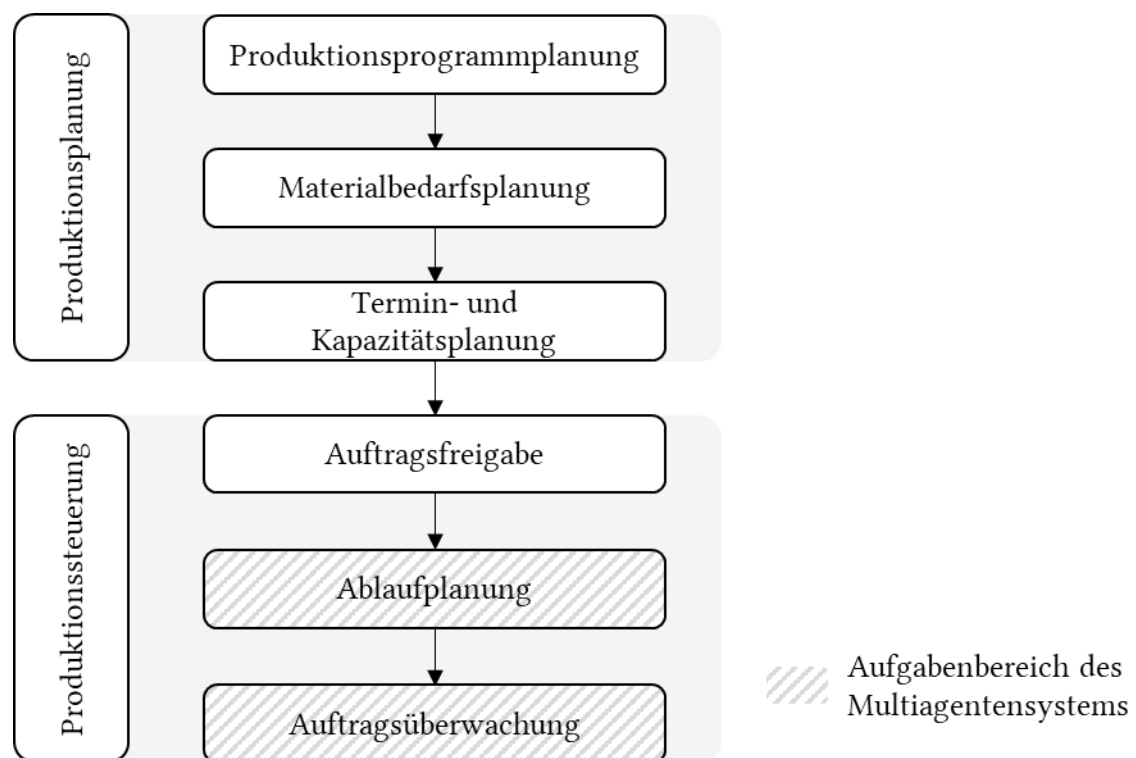 Produktionsplanung
Produktionsprogrammplanung
Materialbedarfsplanung
Termin- und
Kapazitätsplanung
Produktionssteuerung
Auftragsfreigabe
Ablaufplanung
Auftragsüberwachung
Aufgabenbereich des
Multiagentensystems